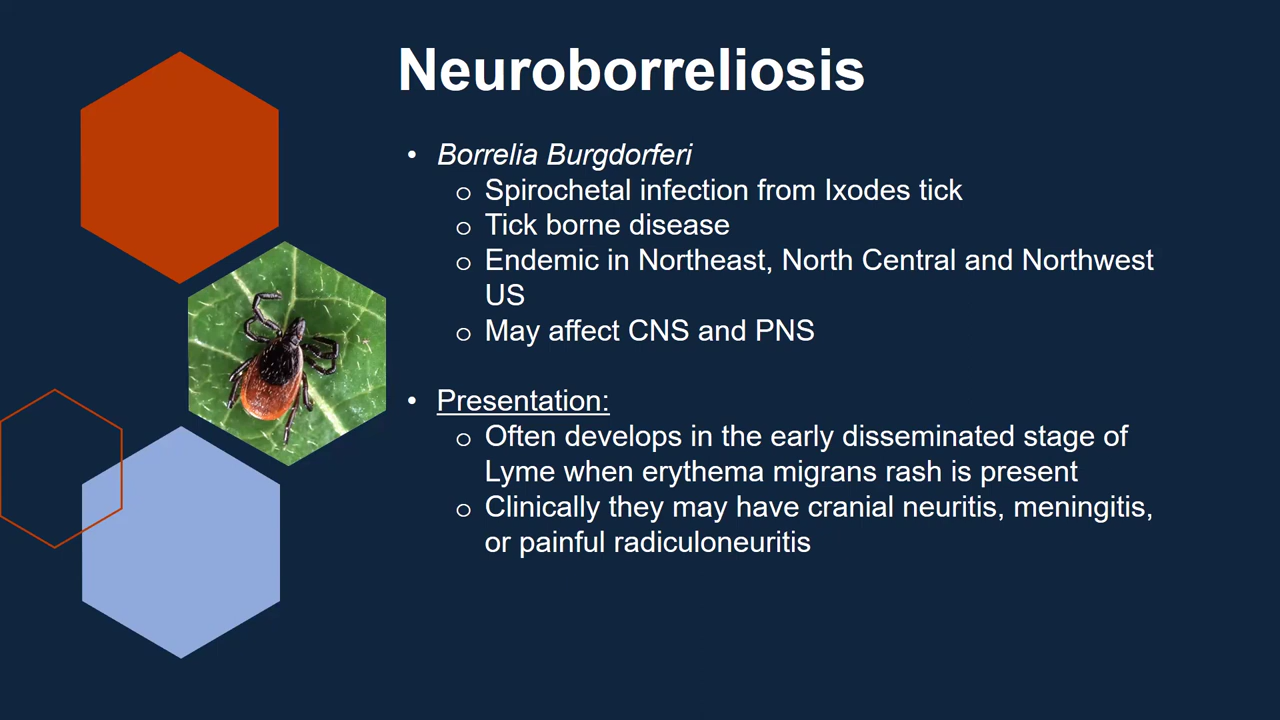 Neuroborreliosis
• Borrelia Burgdorferi
o Spirochetal infection from Ixodes tick
o Tick borne disease
o Endemic in Northeast, North Central and Northwest
US
o May affect CNS and PNS
• Presentation:
o Often develops in the early disseminated stage of
Lyme when erythema migrans rash is present
o Clinically they may have cranial neuritis, meningitis,
or painful radiculoneuritis